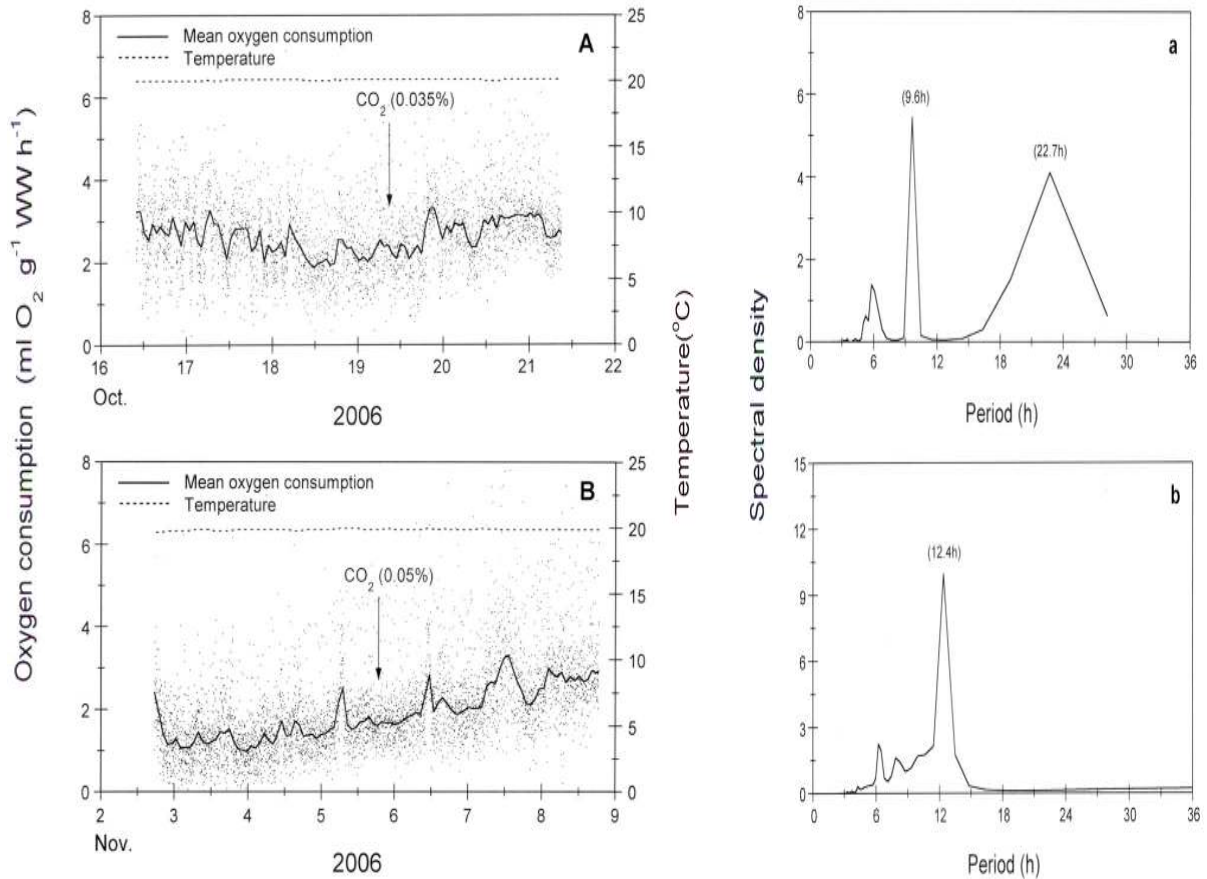 Oxygen consumption (ml O₂ g⁻¹ WW h⁻¹)
8
6
4
2
0
Mean oxygen consumption
Temperature
A
CO₂ (0.035%)
25
20
15
10
5
0
16 17 18 19 20 21 22
Oct.
2006
8
6
4
2
0
Mean oxygen consumption
Temperature
B
CO₂ (0.05%)
25
20
15
10
5
0
2 3 4 5 6 7 8 9
Nov.
2006
Temperature(°C)
Spectral density
8
6
4
2
0
a
(9.6h)
(22.7h)
0 6 12 18 24 30 36
Period (h)
15
12
9
6
3
0
b
(12.4h)
0 6 12 18 24 30 36
Period (h)